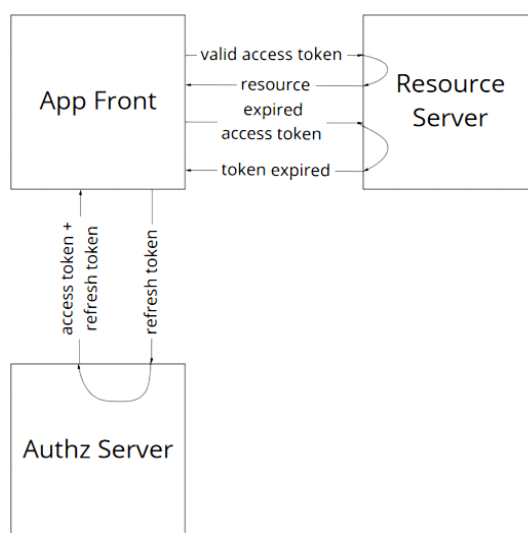 valid access token
App Front
resource
Resource
Server
expired
access token
token expired
access token +
refresh token
refresh token
Authz Server